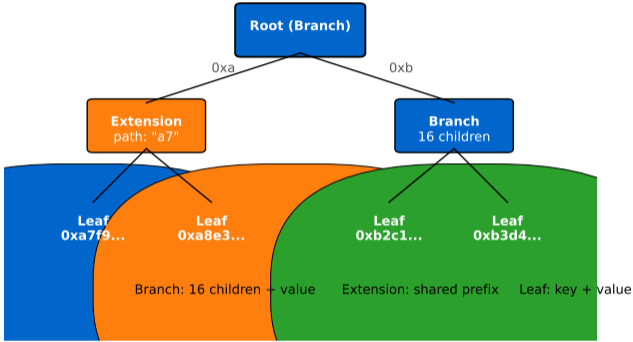 Root (Branch)
0xa
0xb
Extension
path: "a7"
Branch
16 children
Leaf
0xa7f9...
Leaf
0xa8e3...
Leaf
0xb2c1...
Leaf
0xb3d4...
Branch: 16 children + value
Extension: shared prefix
Leaf: key + value